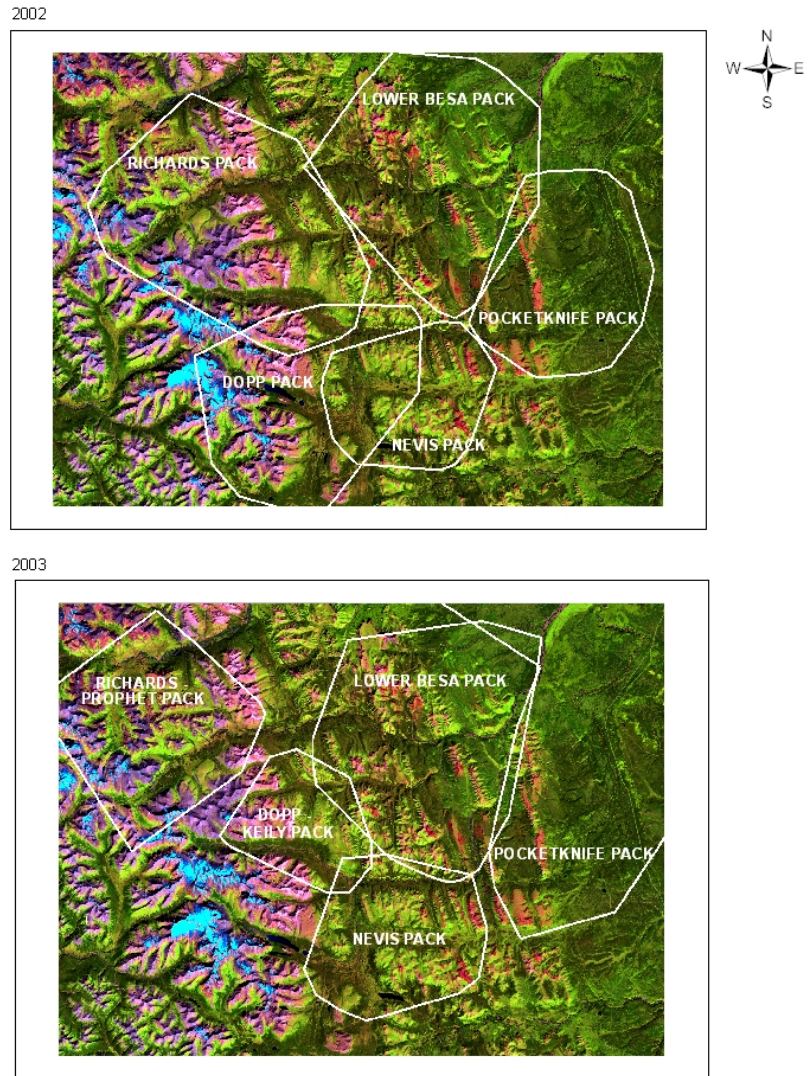 2002
N
W E
S
LOWER BESA PACK
RICHARDS PACK
POCKETKNIFE PACK
DOPP PACK
NEVIS PACK
2003
RICHARDS -
PROPHET PACK
LOWER BESA PACK
DOPP -
KEILY PACK
POCKETKNIFE PACK
NEVIS PACK